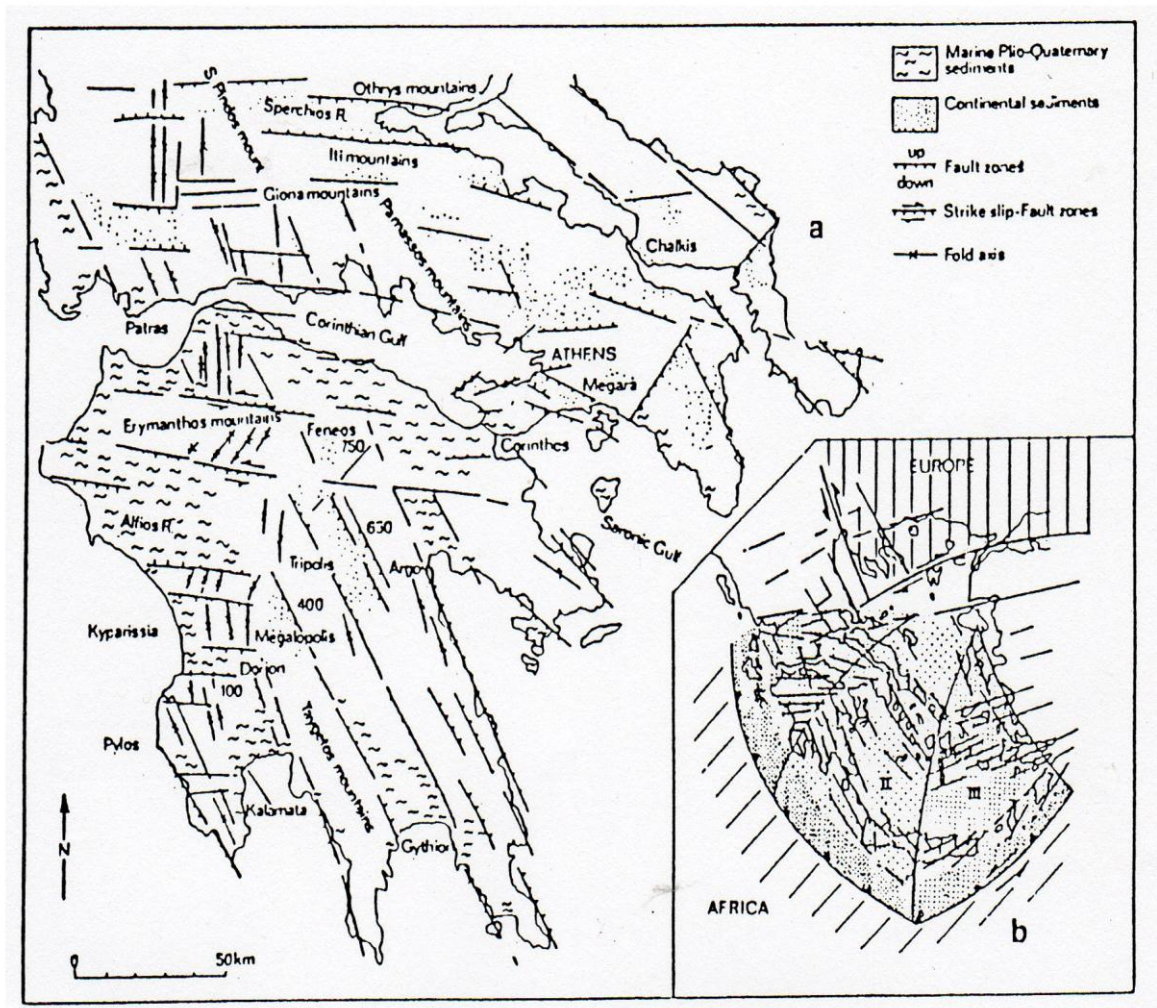 Marine Plio-Quaternary
sediments
Continental sediments
up
down
Fault zones
Strike slip-Fault zones
Fold axis
a
Othrys mountains
S. Pindos mount
Sperchios R.
Iti mountains
Giona mountains
Parnassos mountains
Chalkis
Patras
Corinthian Gulf
ATHENS
Megara
Erymanthos mountains
Feneos
750
Corinthos
Alfios R.
650
Saronic Gulf
Tripolis
Argos
400
Kyparissia
Megalopolis
Dorion
100
Pylos
Taygetos mountains
Kalamata
Gythion
N
0
50km
EUROPE
I
II
III
AFRICA
b